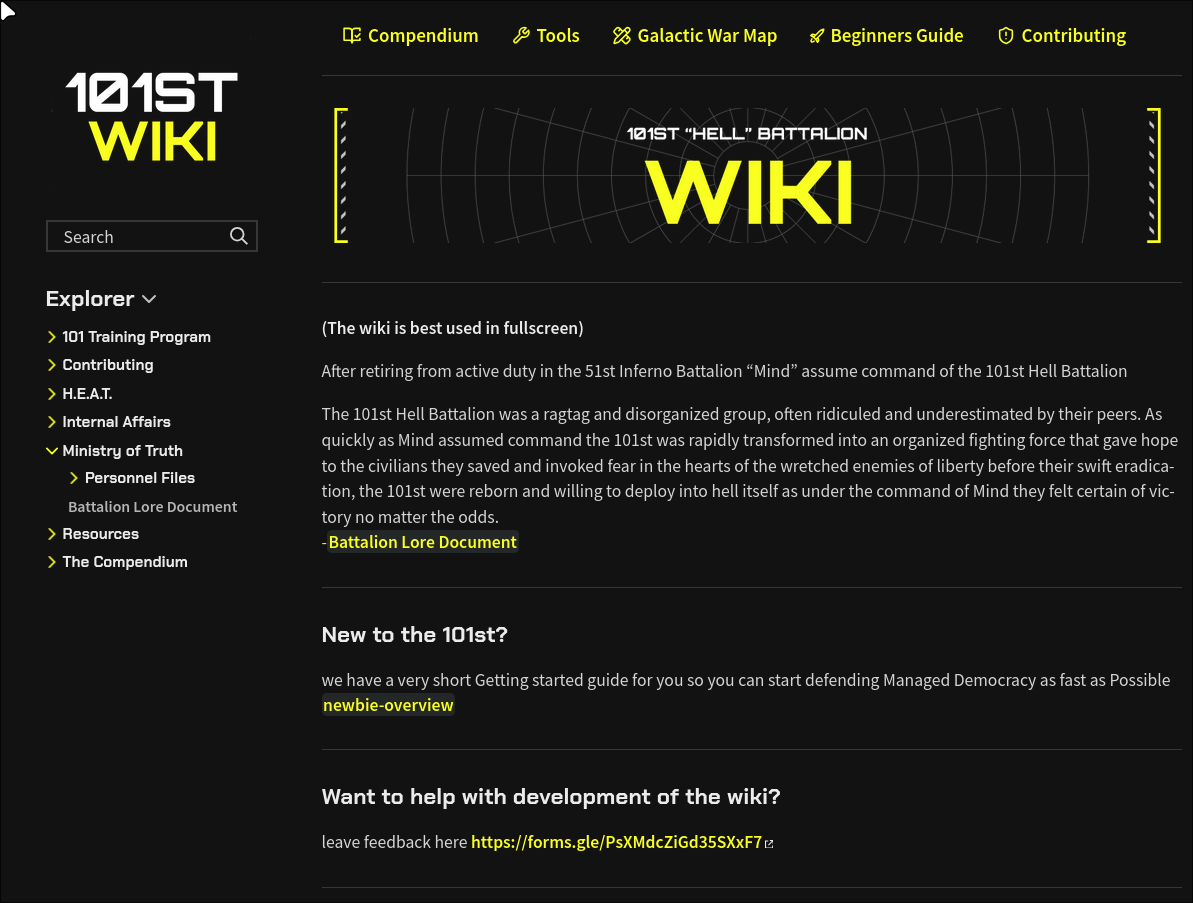 Compendium
Tools
Galactic War Map
Beginners Guide
Contributing
101ST
WIKI
Search
Explorer
101 Training Program
Contributing
H.E.A.T.
Internal Affairs
Ministry of Truth
Personnel Files
Battalion Lore Document
Resources
The Compendium
101ST “HELL” BATTALION
WIKI
(The wiki is best used in fullscreen)
After retiring from active duty in the 51st Inferno Battalion “Mind” assume command of the 101st Hell Battalion
The 101st Hell Battalion was a ragtag and disorganized group, often ridiculed and underestimated by their peers. As
quickly as Mind assumed command the 101st was rapidly transformed into an organized fighting force that gave hope
to the civilians they saved and invoked fear in the hearts of the wretched enemies of liberty before their swift eradica-
tion, the 101st were reborn and willing to deploy into hell itself as under the command of Mind they felt certain of vic-
tory no matter the odds.
-Battalion Lore Document
New to the 101st?
we have a very short Getting started guide for you so you can start defending Managed Democracy as fast as Possible
newbie-overview
Want to help with development of the wiki?
leave feedback here https://forms.gle/PsXMdcZiGd35SXxF7